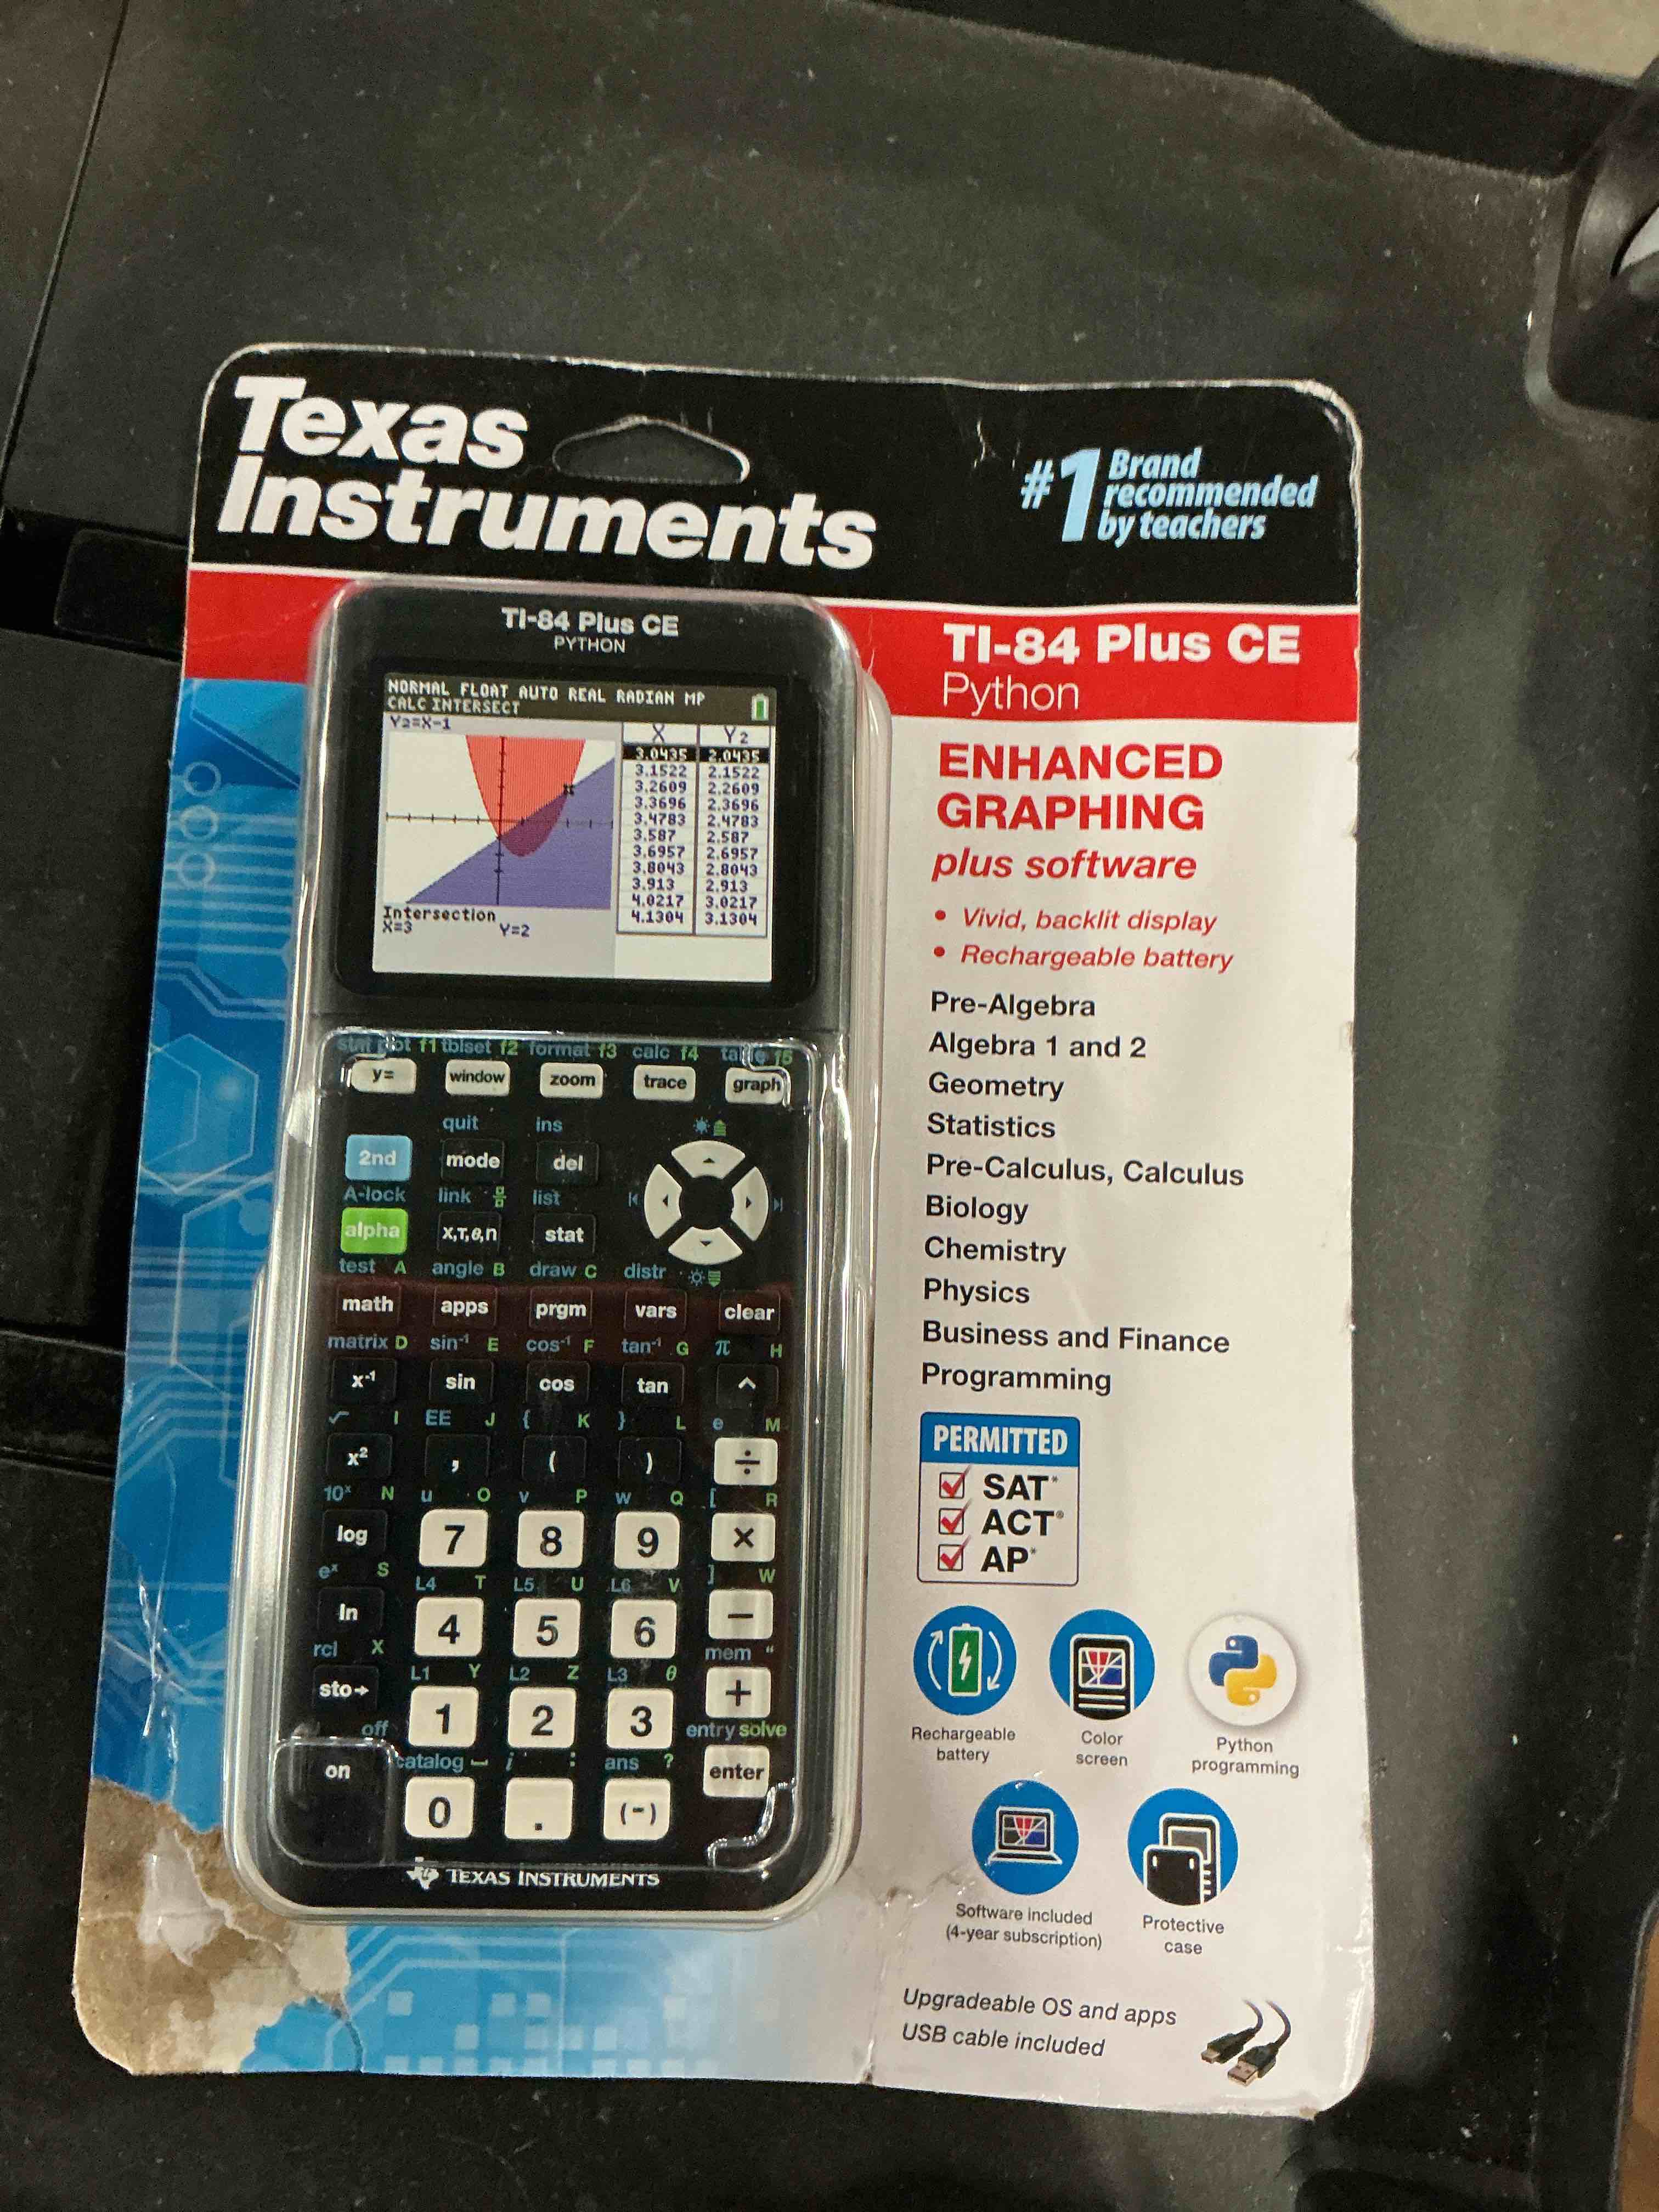 Texas
Instruments
#1 Brand
recommended
by teachers
TI-84 Plus CE
Python
ENHANCED
GRAPHING
plus software
• Vivid, backlit display
• Rechargeable battery
Pre-Algebra
Algebra 1 and 2
Geometry
Statistics
Pre-Calculus, Calculus
Biology
Chemistry
Physics
Business and Finance
Programming
PERMITTED
SAT*
ACT*
AP*
Rechargeable
battery
Color
screen
Python
programming
Software included
(4-year subscription)
Protective
case
Upgradeable OS and apps
USB cable included
TI-84 Plus CE
PYTHON
NORMAL FLOAT AUTO REAL RADIAN MP
CALC INTERSECT
Y2=X-1
X Y2
3.0435 2.0435
3.1522 2.1522
3.2609 2.2609
3.3696 2.3696
3.4783 2.4783
3.587 2.587
3.6957 2.6957
3.8043 2.8043
3.913 2.913
4.0217 3.0217
4.1304 3.1304
Intersection
X=3 Y=2
stat plot f1 tblset f2 format f3 calc f4 table f5
y= window zoom trace graph
quit ins
2nd mode del
A-lock link list
alpha X,T,θ,n stat
test A angle B draw C distr
math apps prgm vars clear
matrix D sin⁻¹ E cos⁻¹ F tan⁻¹ G π H
x⁻¹ sin cos tan ^
√ I EE J { K } L e M
x² , ( ) ÷
10ˣ N u O v P w Q [ R
log 7 8 9 ×
eˣ S L4 T L5 U L6 V ] W
ln 4 5 6 −
rcl X L1 Y L2 Z L3 θ mem "
sto→ 1 2 3 +
off catalog i : ans ? entry solve
on 0 . (-) enter
TEXAS INSTRUMENTS